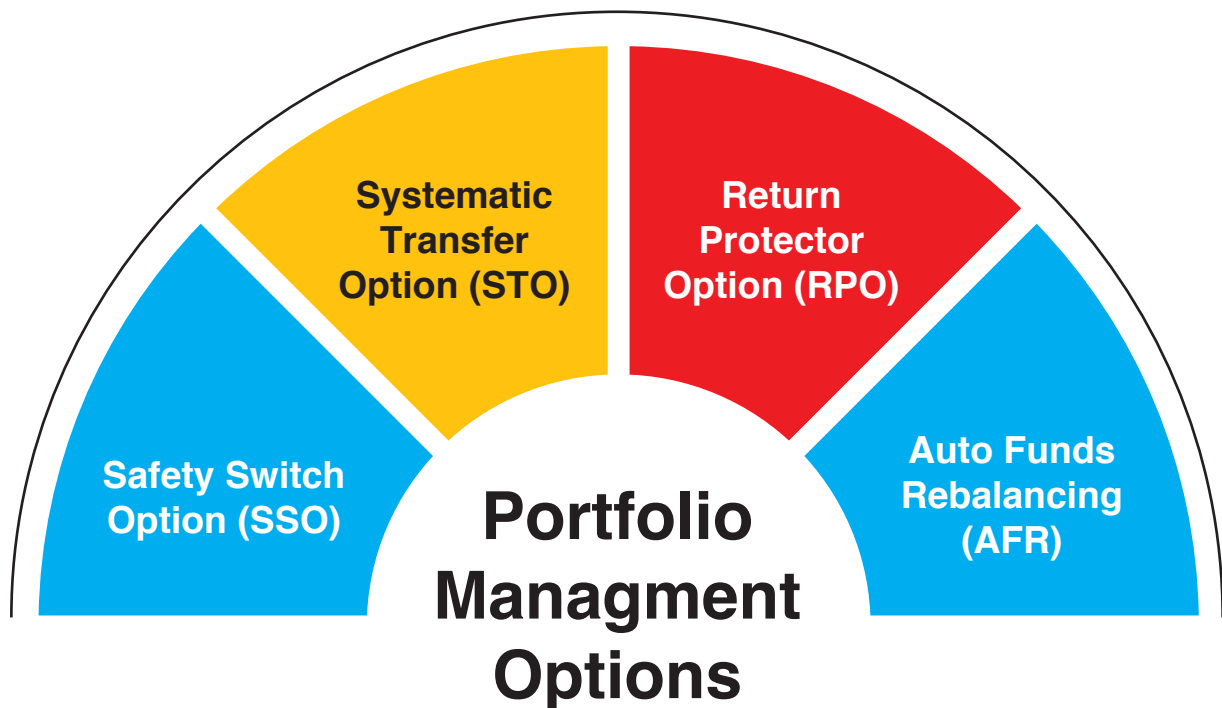 Systematic
Transfer
Option (STO)
Return
Protector
Option (RPO)
Safety Switch
Option (SSO)
Auto Funds
Rebalancing
(AFR)
Portfolio
Managment
Options